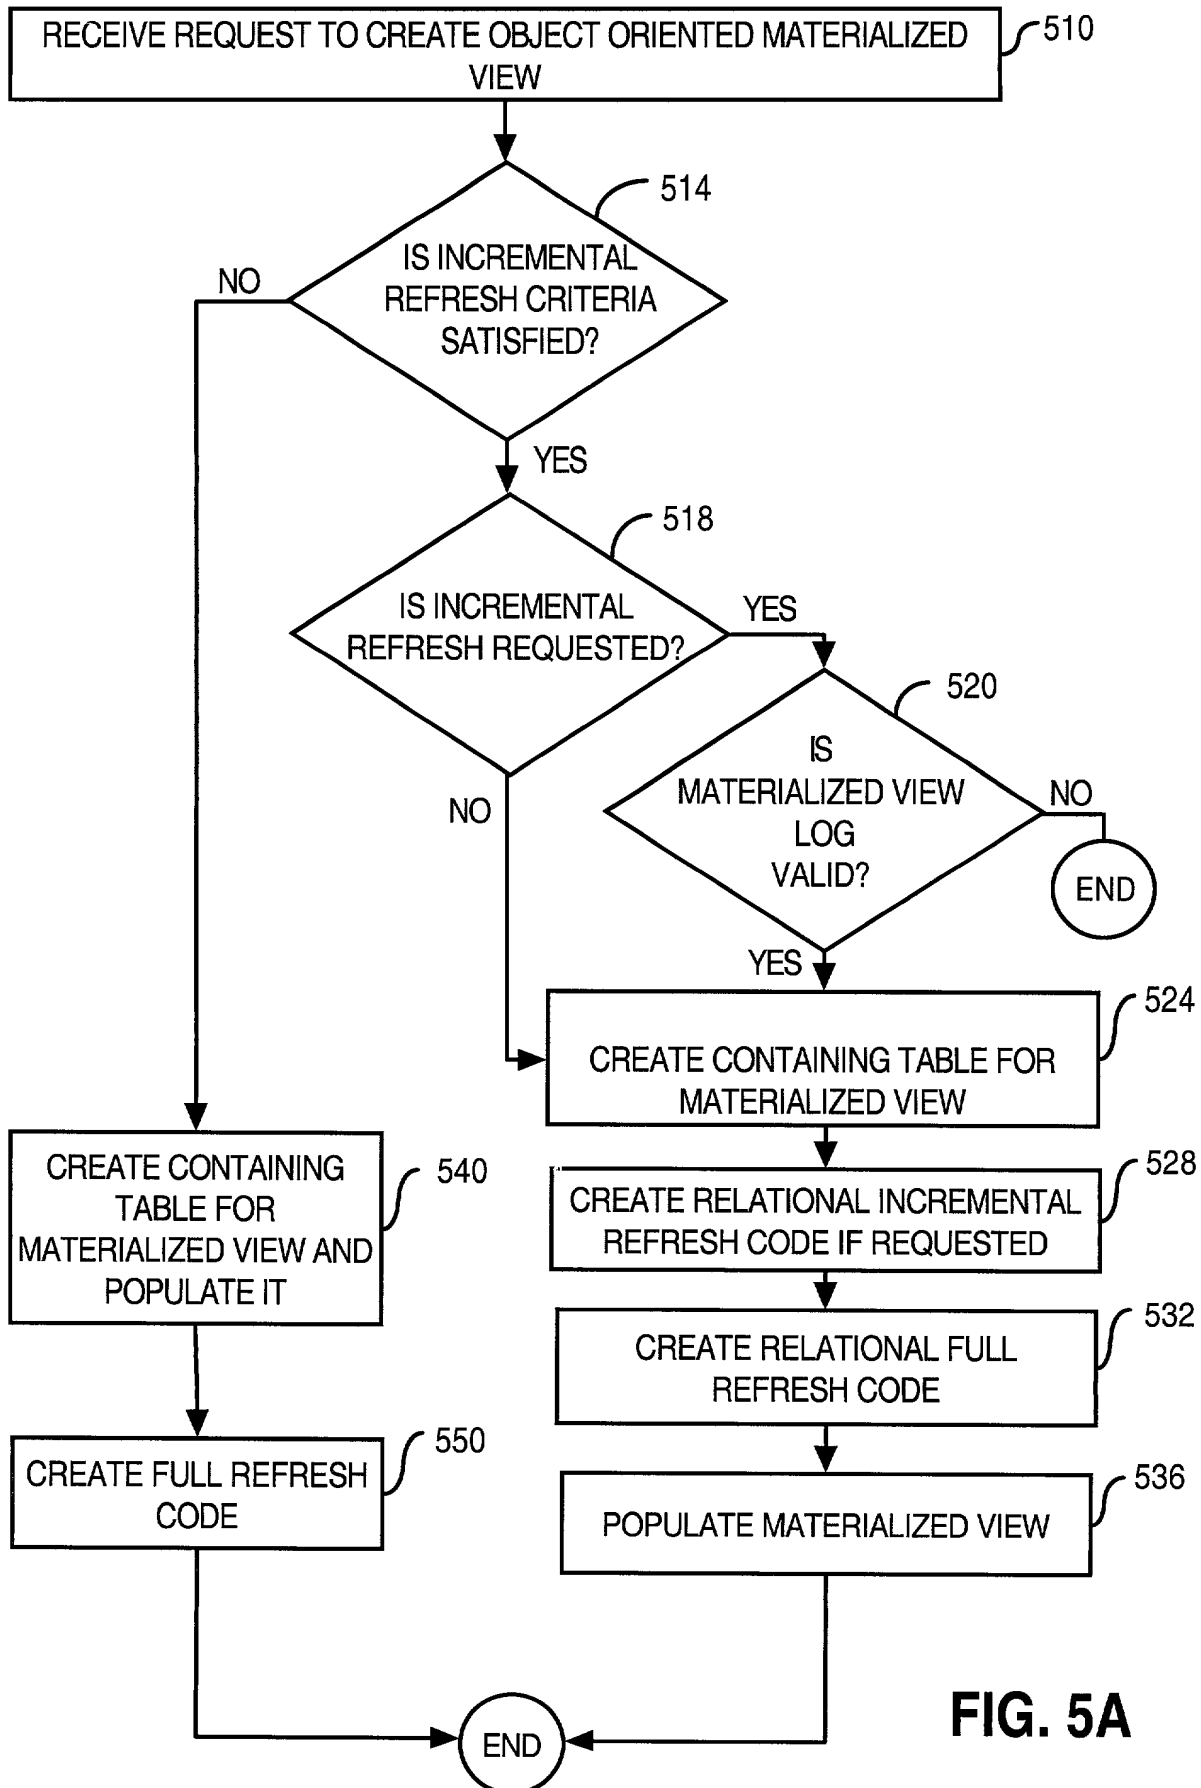 RECEIVE REQUEST TO CREATE OBJECT ORIENTED MATERIALIZED
VIEW
510
514
IS INCREMENTAL
REFRESH CRITERIA
SATISFIED?
NO
YES
518
IS INCREMENTAL
REFRESH REQUESTED?
YES
NO
520
IS
MATERIALIZED VIEW
LOG
VALID?
NO
END
YES
524
CREATE CONTAINING TABLE FOR
MATERIALIZED VIEW
528
CREATE RELATIONAL INCREMENTAL
REFRESH CODE IF REQUESTED
532
CREATE RELATIONAL FULL
REFRESH CODE
536
POPULATE MATERIALIZED VIEW
540
CREATE CONTAINING
TABLE FOR
MATERIALIZED VIEW AND
POPULATE IT
550
CREATE FULL REFRESH
CODE
END
FIG. 5A